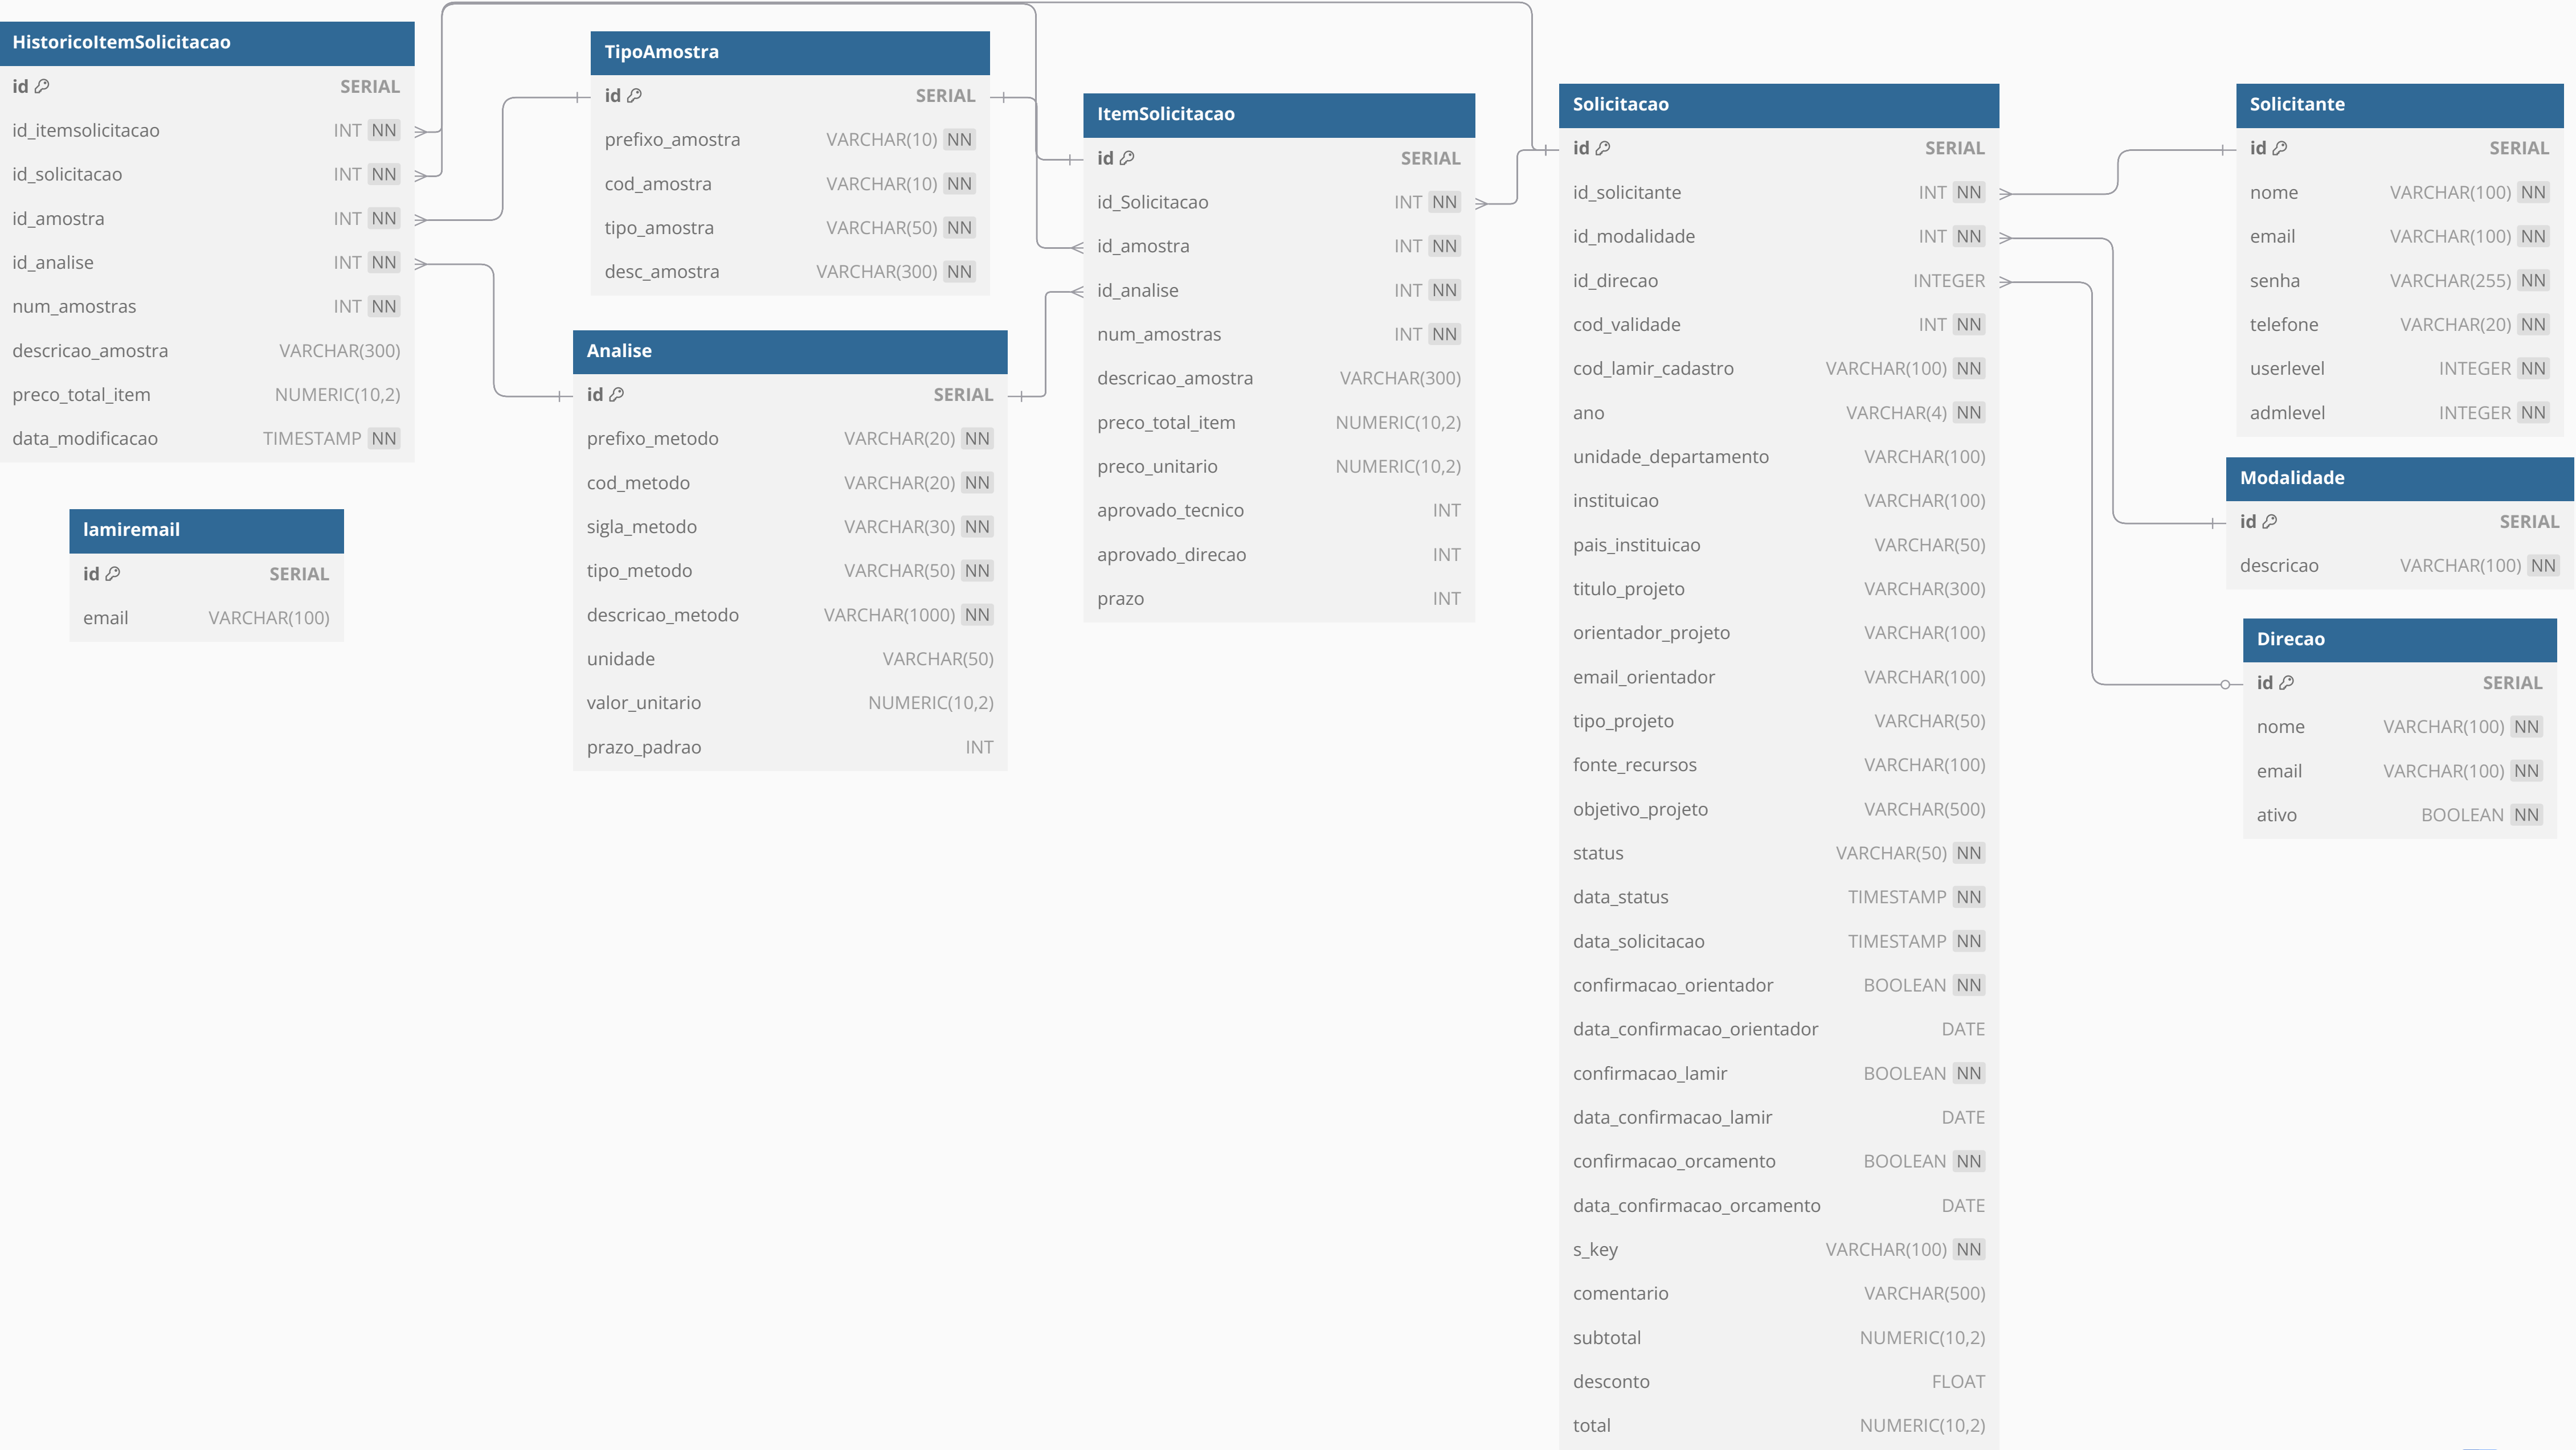 HistoricoItemSolicitacao
id SERIAL
id_itemsolicitacao INT NN
id_solicitacao INT NN
id_amostra INT NN
id_analise INT NN
num_amostras INT NN
descricao_amostra VARCHAR(300)
preco_total_item NUMERIC(10,2)
data_modificacao TIMESTAMP NN
lamiremail
id SERIAL
email VARCHAR(100)
TipoAmostra
id SERIAL
prefixo_amostra VARCHAR(10) NN
cod_amostra VARCHAR(10) NN
tipo_amostra VARCHAR(50) NN
desc_amostra VARCHAR(300) NN
Analise
id SERIAL
prefixo_metodo VARCHAR(20) NN
cod_metodo VARCHAR(20) NN
sigla_metodo VARCHAR(30) NN
tipo_metodo VARCHAR(50) NN
descricao_metodo VARCHAR(1000) NN
unidade VARCHAR(50)
valor_unitario NUMERIC(10,2)
prazo_padrao INT
ItemSolicitacao
id SERIAL
id_Solicitacao INT NN
id_amostra INT NN
id_analise INT NN
num_amostras INT NN
descricao_amostra VARCHAR(300)
preco_total_item NUMERIC(10,2)
preco_unitario NUMERIC(10,2)
aprovado_tecnico INT
aprovado_direcao INT
prazo INT
Solicitacao
id SERIAL
id_solicitante INT NN
id_modalidade INT NN
id_direcao INTEGER
cod_validade INT NN
cod_lamir_cadastro VARCHAR(100) NN
ano VARCHAR(4) NN
unidade_departamento VARCHAR(100)
instituicao VARCHAR(100)
pais_instituicao VARCHAR(50)
titulo_projeto VARCHAR(300)
orientador_projeto VARCHAR(100)
email_orientador VARCHAR(100)
tipo_projeto VARCHAR(50)
fonte_recursos VARCHAR(100)
objetivo_projeto VARCHAR(500)
status VARCHAR(50) NN
data_status TIMESTAMP NN
data_solicitacao TIMESTAMP NN
confirmacao_orientador BOOLEAN NN
data_confirmacao_orientador DATE
confirmacao_lamir BOOLEAN NN
data_confirmacao_lamir DATE
confirmacao_orcamento BOOLEAN NN
data_confirmacao_orcamento DATE
s_key VARCHAR(100) NN
comentario VARCHAR(500)
subtotal NUMERIC(10,2)
desconto FLOAT
total NUMERIC(10,2)
Solicitante
id SERIAL
nome VARCHAR(100) NN
email VARCHAR(100) NN
senha VARCHAR(255) NN
telefone VARCHAR(20) NN
userlevel INTEGER NN
admlevel INTEGER NN
Modalidade
id SERIAL
descricao VARCHAR(100) NN
Direcao
id SERIAL
nome VARCHAR(100) NN
email VARCHAR(100) NN
ativo BOOLEAN NN